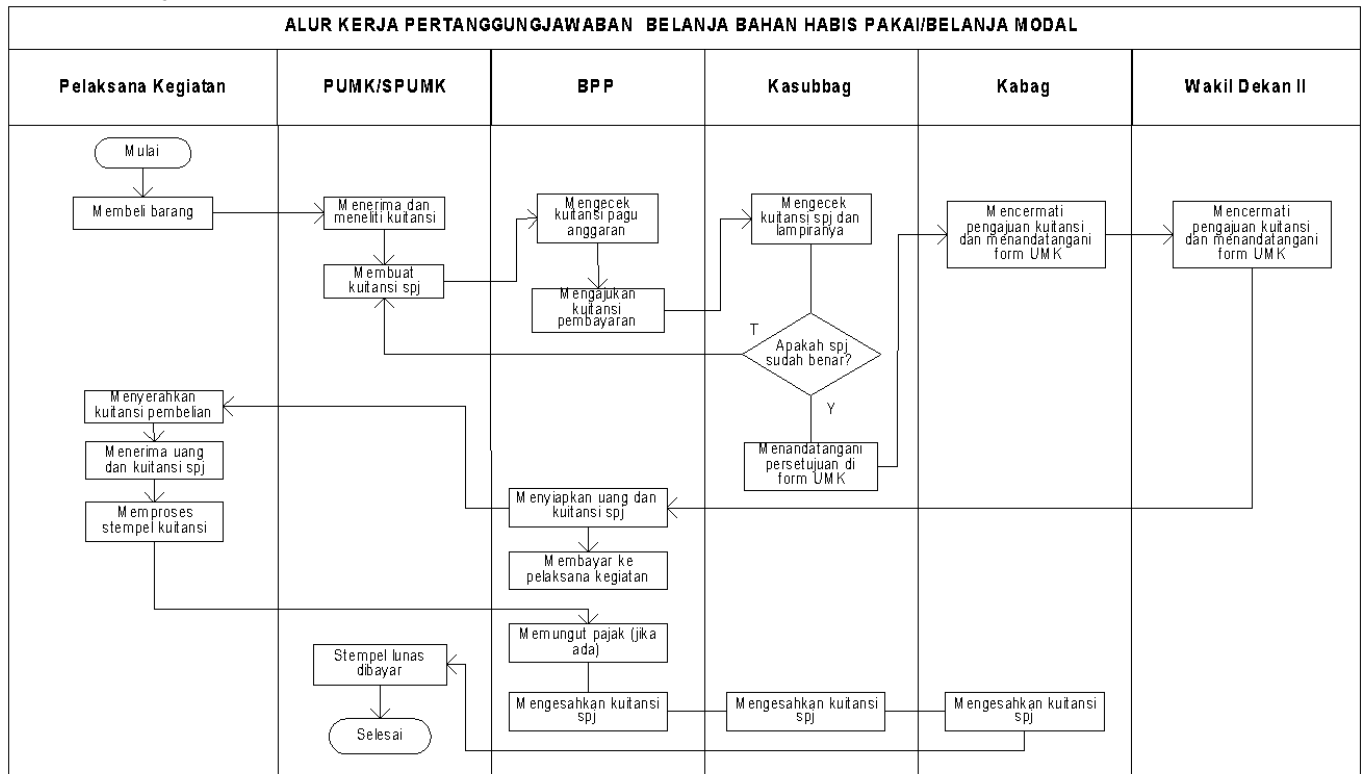 ALUR KERJA PERTANGGUNGJAWABAN BELANJA BAHAN HABIS PAKAI/BELANJA MODAL
Pelaksana Kegiatan
PUMK/SPUMK
BPP
Kasubbag
Kabag
Wakil Dekan II
Mulai
Membeli barang
Menerima dan
meneliti kuitansi
Membuat
kuitansi spj
Mengecek
kuitansi pagu
anggaran
Mengajukan
kuitansi
pembayaran
Mengecek
kuitansi spj dan
lampiranya
T
Apakah spj
sudah benar?
Y
Menandatangani
persetujuan di
form UMK
Mencermati
pengajuan kuitansi
dan menandatangani
form UMK
Mencermati
pengajuan kuitansi
dan menandatangani
form UMK
Menyerahkan
kuitansi pembelian
Menerima uang
dan kuitansi spj
Memproses
stempel kuitansi
Menyiapkan uang dan
kuitansi spj
Membayar ke
pelaksana kegiatan
Memungut pajak (jika
ada)
Mengesahkan kuitansi
spj
Mengesahkan kuitansi
spj
Mengesahkan kuitansi
spj
Stempel lunas
dibayar
Selesai